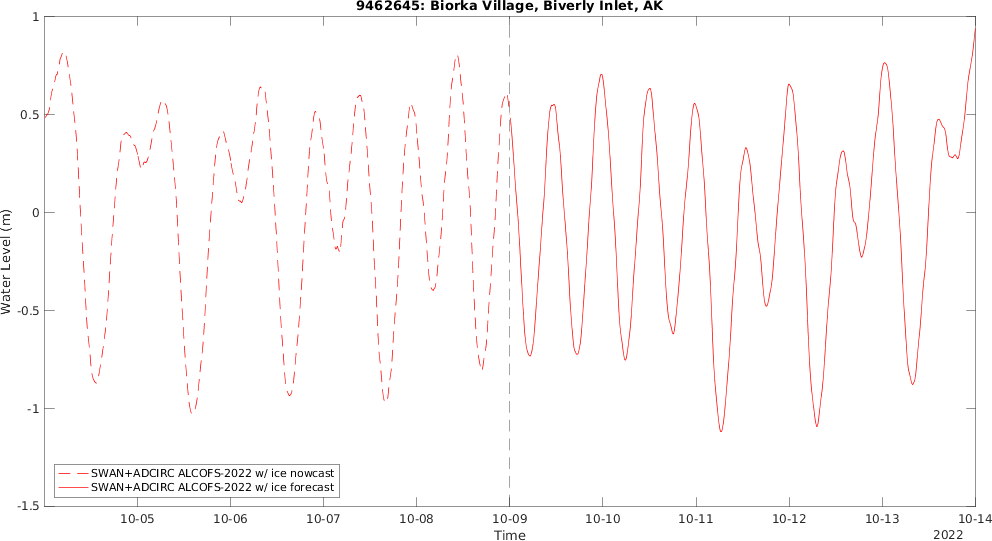 9462645: Biorka Village, Biverly Inlet, AK
1
0.5
0
-0.5
-1
-1.5
Water Level (m)
SWAN+ADCIRC ALCOFS-2022 w/ ice nowcast
SWAN+ADCIRC ALCOFS-2022 w/ ice forecast
10-05 10-06 10-07 10-08 10-09 10-10 10-11 10-12 10-13 10-14
Time
2022